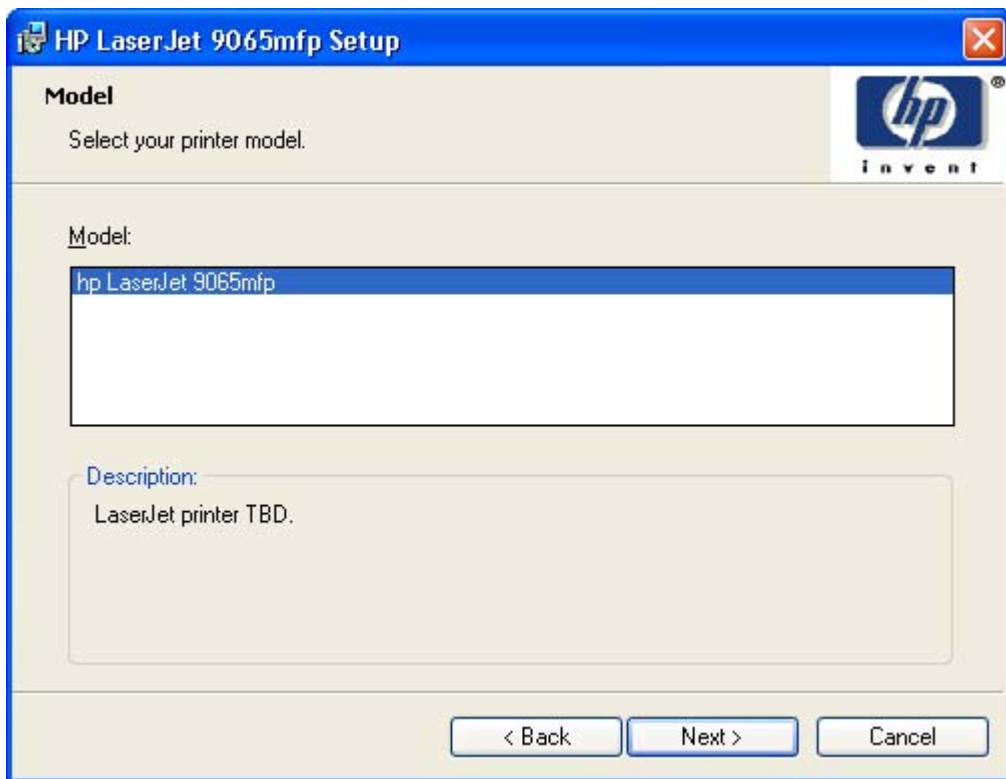 HP LaserJet 9065mfp Setup
Model
Select your printer model.
hp
®
invent
Model:
hp LaserJet 9065mfp
Description:
LaserJet printer TBD.
< Back
Next >
Cancel